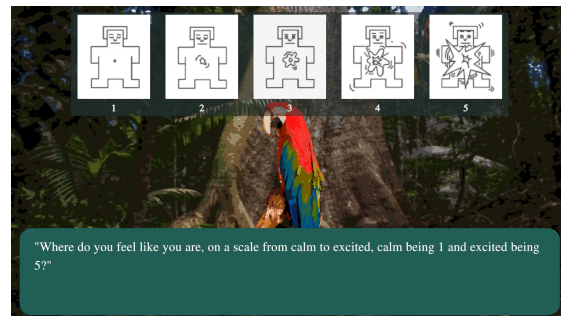 1 2 3 4 5
"Where do you feel like you are, on a scale from calm to excited, calm being 1 and excited being
5?"